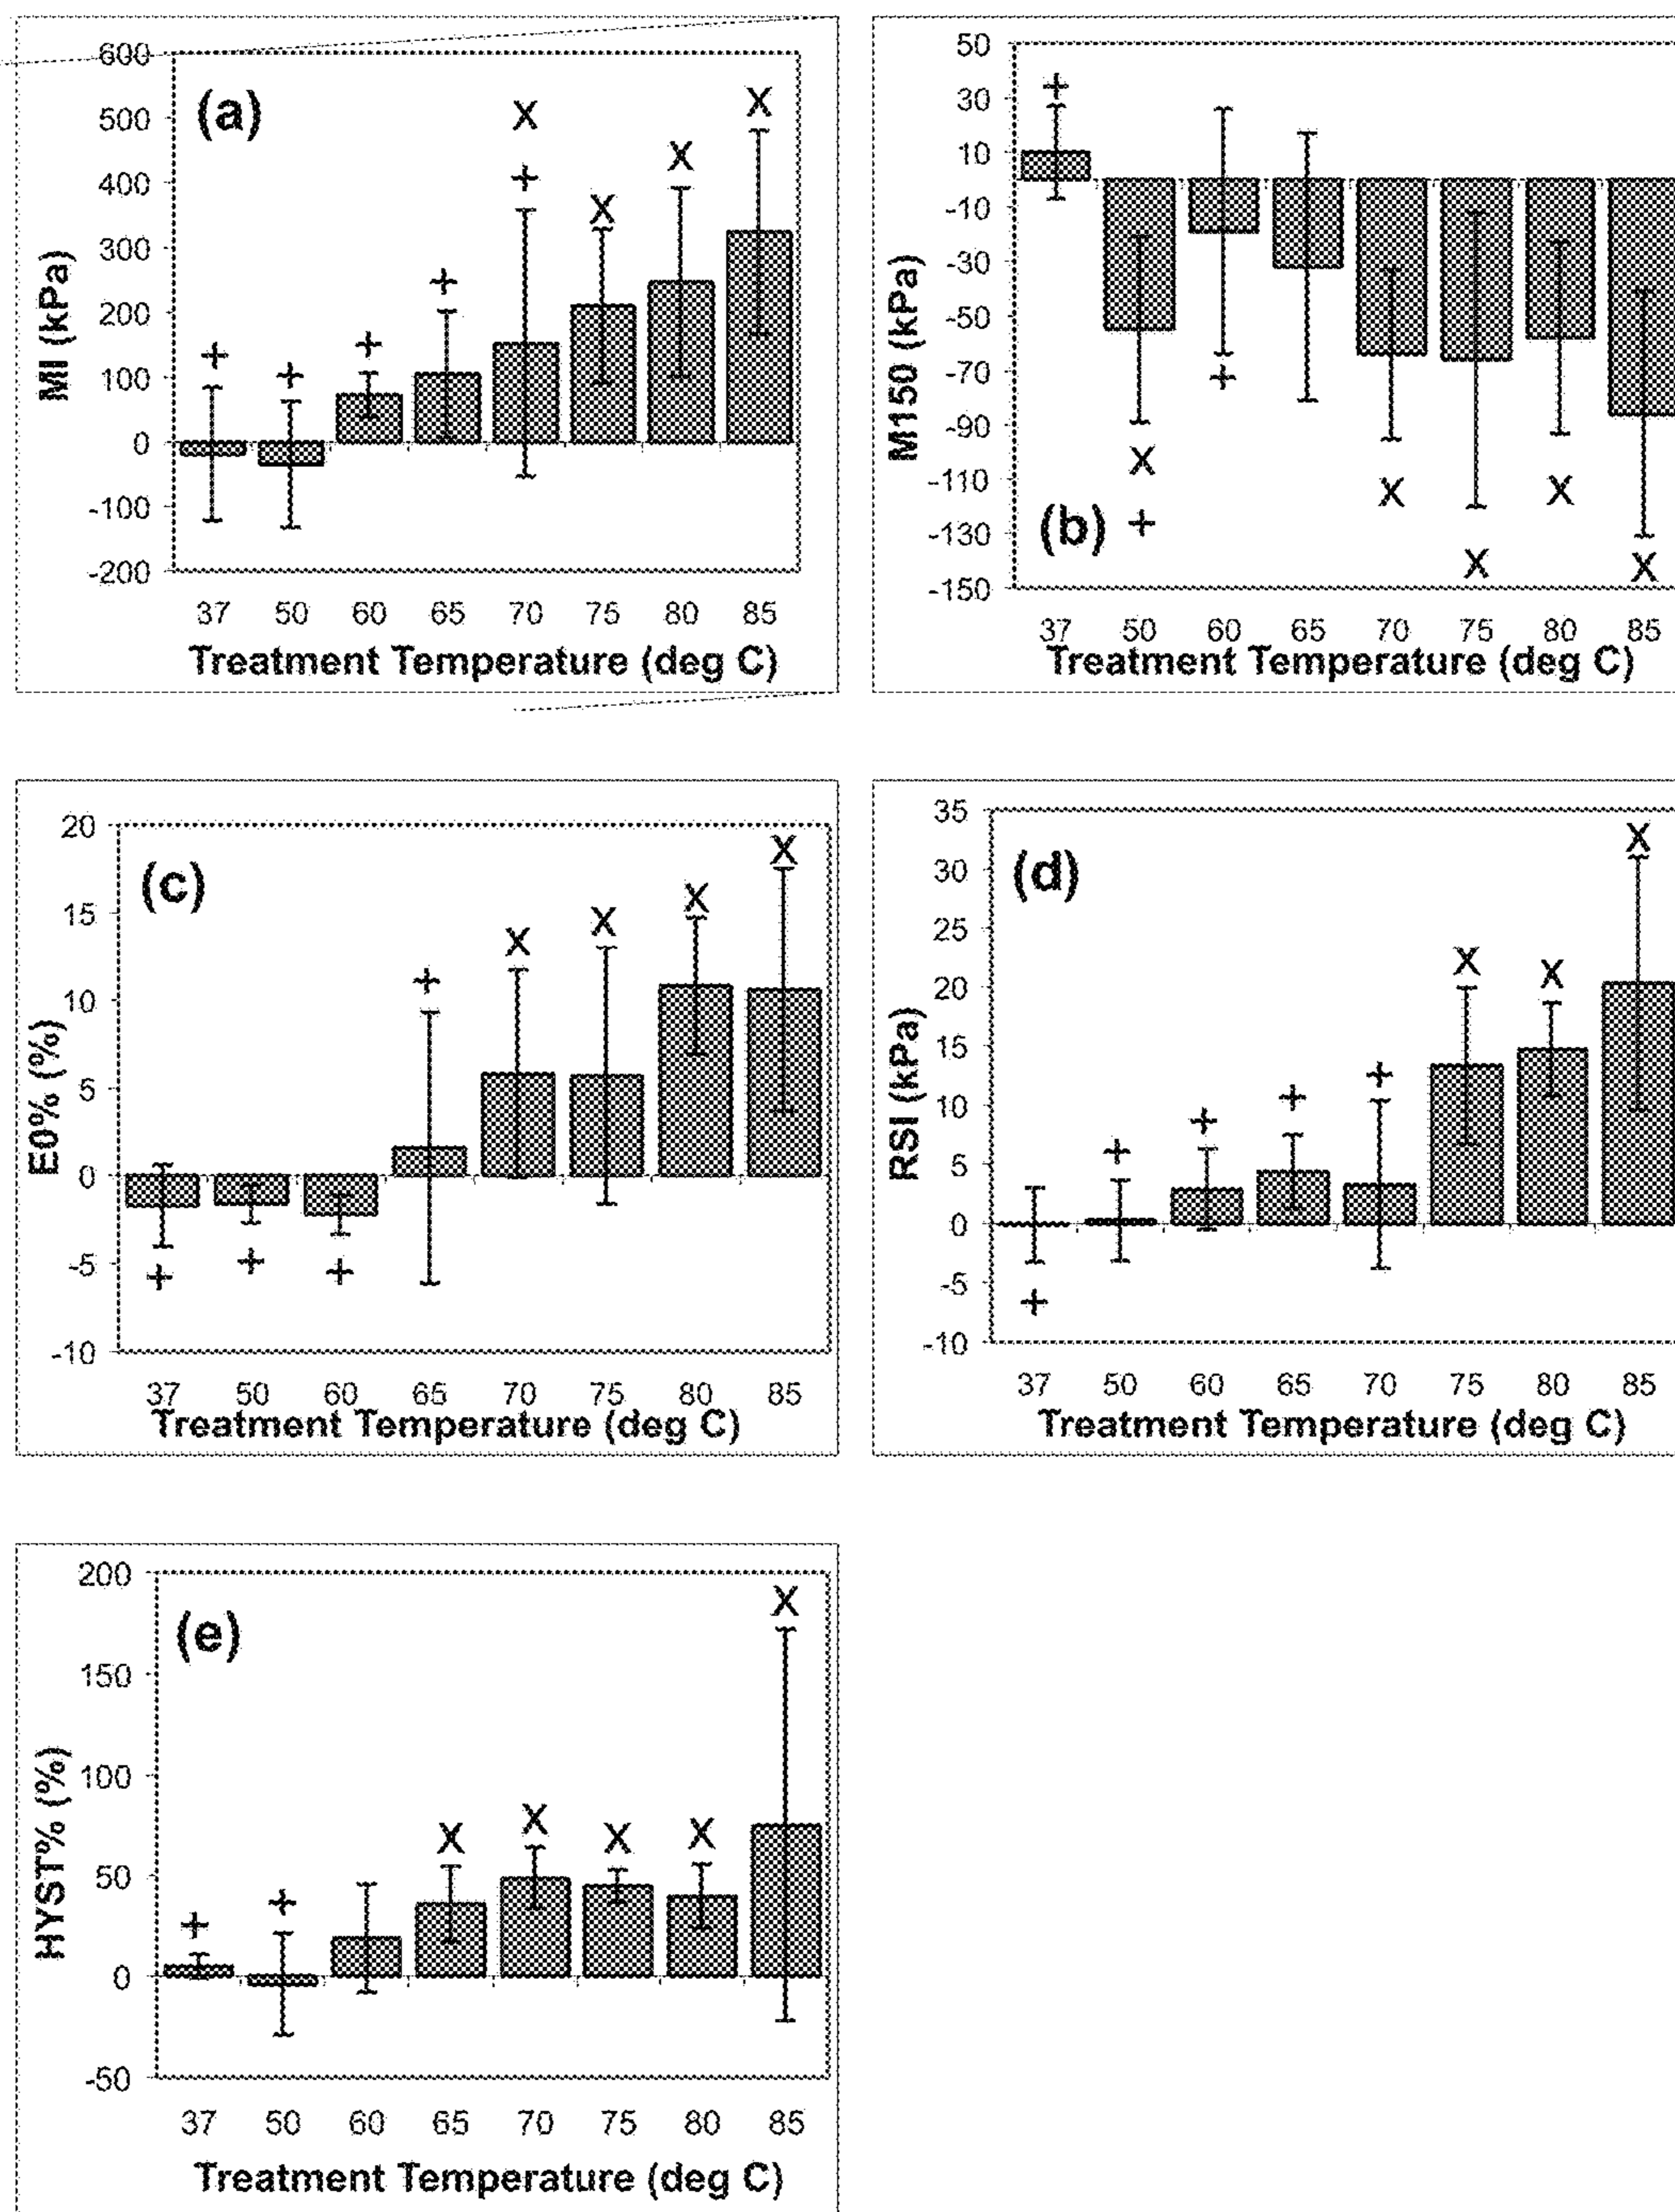 (a)
MI (kPa)
600
500
400
300
200
100
0
-100
-200
+ + + + + X X X X
37 50 60 65 70 75 80 85
Treatment Temperature (deg C)
(b)
M150 (kPa)
50
30
10
-10
-30
-50
-70
-90
-110
-130
-150
+ X + + X X X X
37 50 60 65 70 75 80 85
Treatment Temperature (deg C)
(c)
E0% (%)
20
15
10
5
0
-5
-10
+ + + + X X X X
37 50 60 65 70 75 80 85
Treatment Temperature (deg C)
(d)
RSI (kPa)
35
30
25
20
15
10
5
0
-5
-10
+ + + + + X X X
37 50 60 65 70 75 80 85
Treatment Temperature (deg C)
(e)
HYST% (%)
200
150
100
50
0
-50
+ + X X X X X
37 50 60 65 70 75 80 85
Treatment Temperature (deg C)